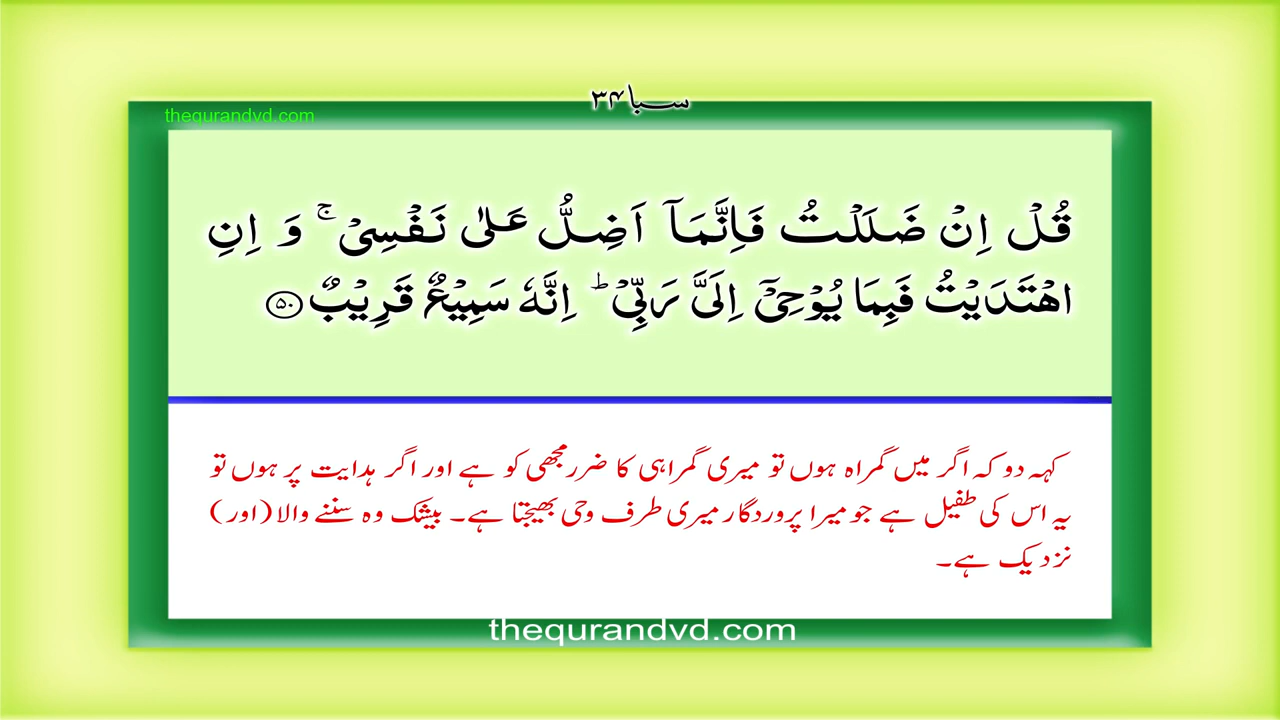 سبا ۳۴
thequrandvd.com
قُلۡ اِنۡ ضَلَلۡتُ فَاِنَّمَاۤ اَضِلُّ عَلٰى نَفۡسِىۡ ۚ وَ اِنِ
اهۡتَدَيۡتُ فَبِمَا يُوۡحِىۡۤ اِلَىَّ رَبِّىۡ ؕ اِنَّهٗ سَمِيۡعٌ قَرِيۡبٌ ﴿۵۰﴾
کہہ دو کہ اگر میں گمراہ ہوں تو میری گمراہی کا ضرر مجھی کو ہے اور اگر ہدایت پر ہوں تو
یہ اس کی طفیل ہے جو میرا پروردگار میری طرف وحی بھیجتا ہے۔ بیشک وہ سننے والا (اور)
نزدیک ہے۔
thequrandvd.com